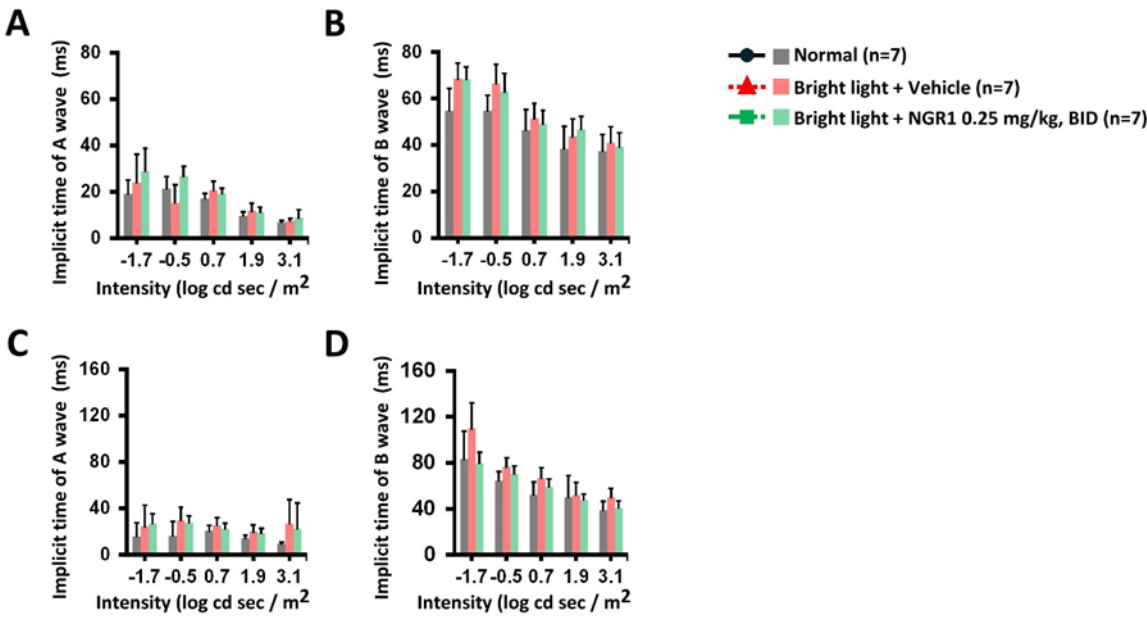 A
Implicit time of A wave (ms)
80
60
40
20
0
-1.7 -0.5 0.7 1.9 3.1
Intensity (log cd sec / m2
B
Implicit time of B wave (ms)
80
60
40
20
0
-1.7 -0.5 0.7 1.9 3.1
Intensity (log cd sec / m2
Normal (n=7)
Bright light + Vehicle (n=7)
Bright light + NGR1 0.25 mg/kg, BID (n=7)
C
Implicit time of A wave (ms)
160
120
80
40
0
-1.7 -0.5 0.7 1.9 3.1
Intensity (log cd sec / m2
D
Implicit time of B wave (ms)
160
120
80
40
0
-1.7 -0.5 0.7 1.9 3.1
Intensity (log cd sec / m2